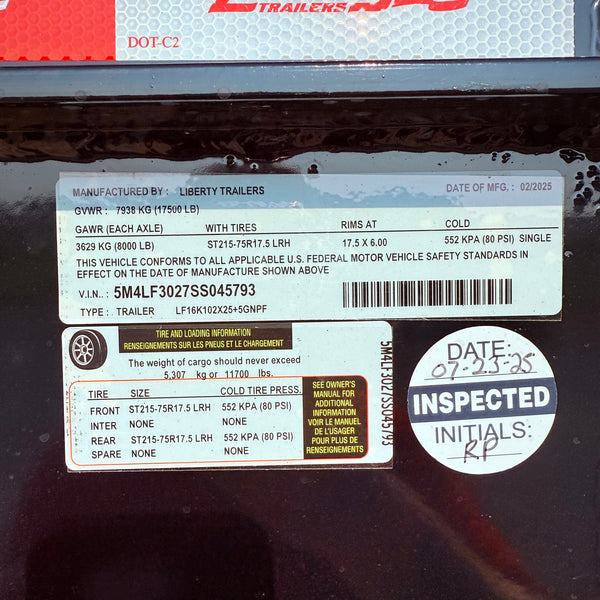 TRAILERS
DOT-C2
MANUFACTURED BY : LIBERTY TRAILERS DATE OF MFG. : 02/2025
GVWR : 7938 KG (17500 LB)
GAWR (EACH AXLE) WITH TIRES RIMS AT COLD
3629 KG (8000 LB) ST215-75R17.5 LRH 17.5 X 6.00 552 KPA (80 PSI) SINGLE
THIS VEHICLE CONFORMS TO ALL APPLICABLE U.S. FEDERAL MOTOR VEHICLE SAFETY STANDARDS IN
EFFECT ON THE DATE OF MANUFACTURE SHOWN ABOVE
V.I.N.. : 5M4LF3027SS045793
TYPE : TRAILER LF16K102X25+5GNPF
TIRE AND LOADING INFORMATION
RENSEIGNEMENTS SUR LES PNEUS ET LE CHARGEMENT
The weight of cargo should never exceed
5,307 kg or 11700 lbs.
TIRE SIZE COLD TIRE PRESS.
FRONT ST215-75R17.5 LRH 552 KPA (80 PSI)
INTER NONE NONE
REAR ST215-75R17.5 LRH 552 KPA (80 PSI)
SPARE NONE NONE
SEE OWNER'S
MANUAL FOR
ADDITIONAL
INFORMATION
VOIR LE MANUEL
DE L'USAGER
POUR PLUS DE
RENSEIGNEMENTS
5M4LF3027SS045793
DATE:
07-23-25
INSPECTED
INITIALS:
RP